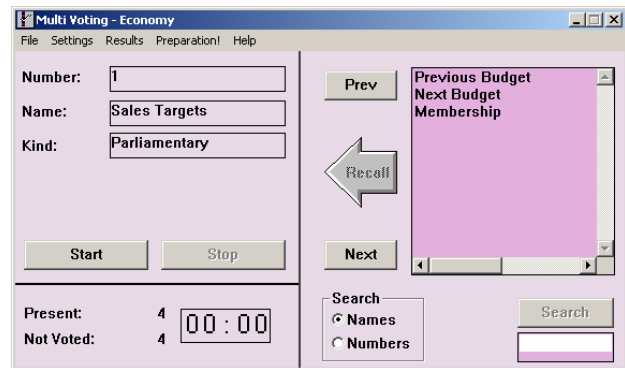 Multi Voting - Economy
File Settings Results Preparation! Help
Number: 1
Name: Sales Targets
Kind: Parliamentary
Start Stop
Present: 4
Not Voted: 4
00:00
Prev
Recall
Next
Previous Budget
Next Budget
Membership
Search
Names
Numbers
Search